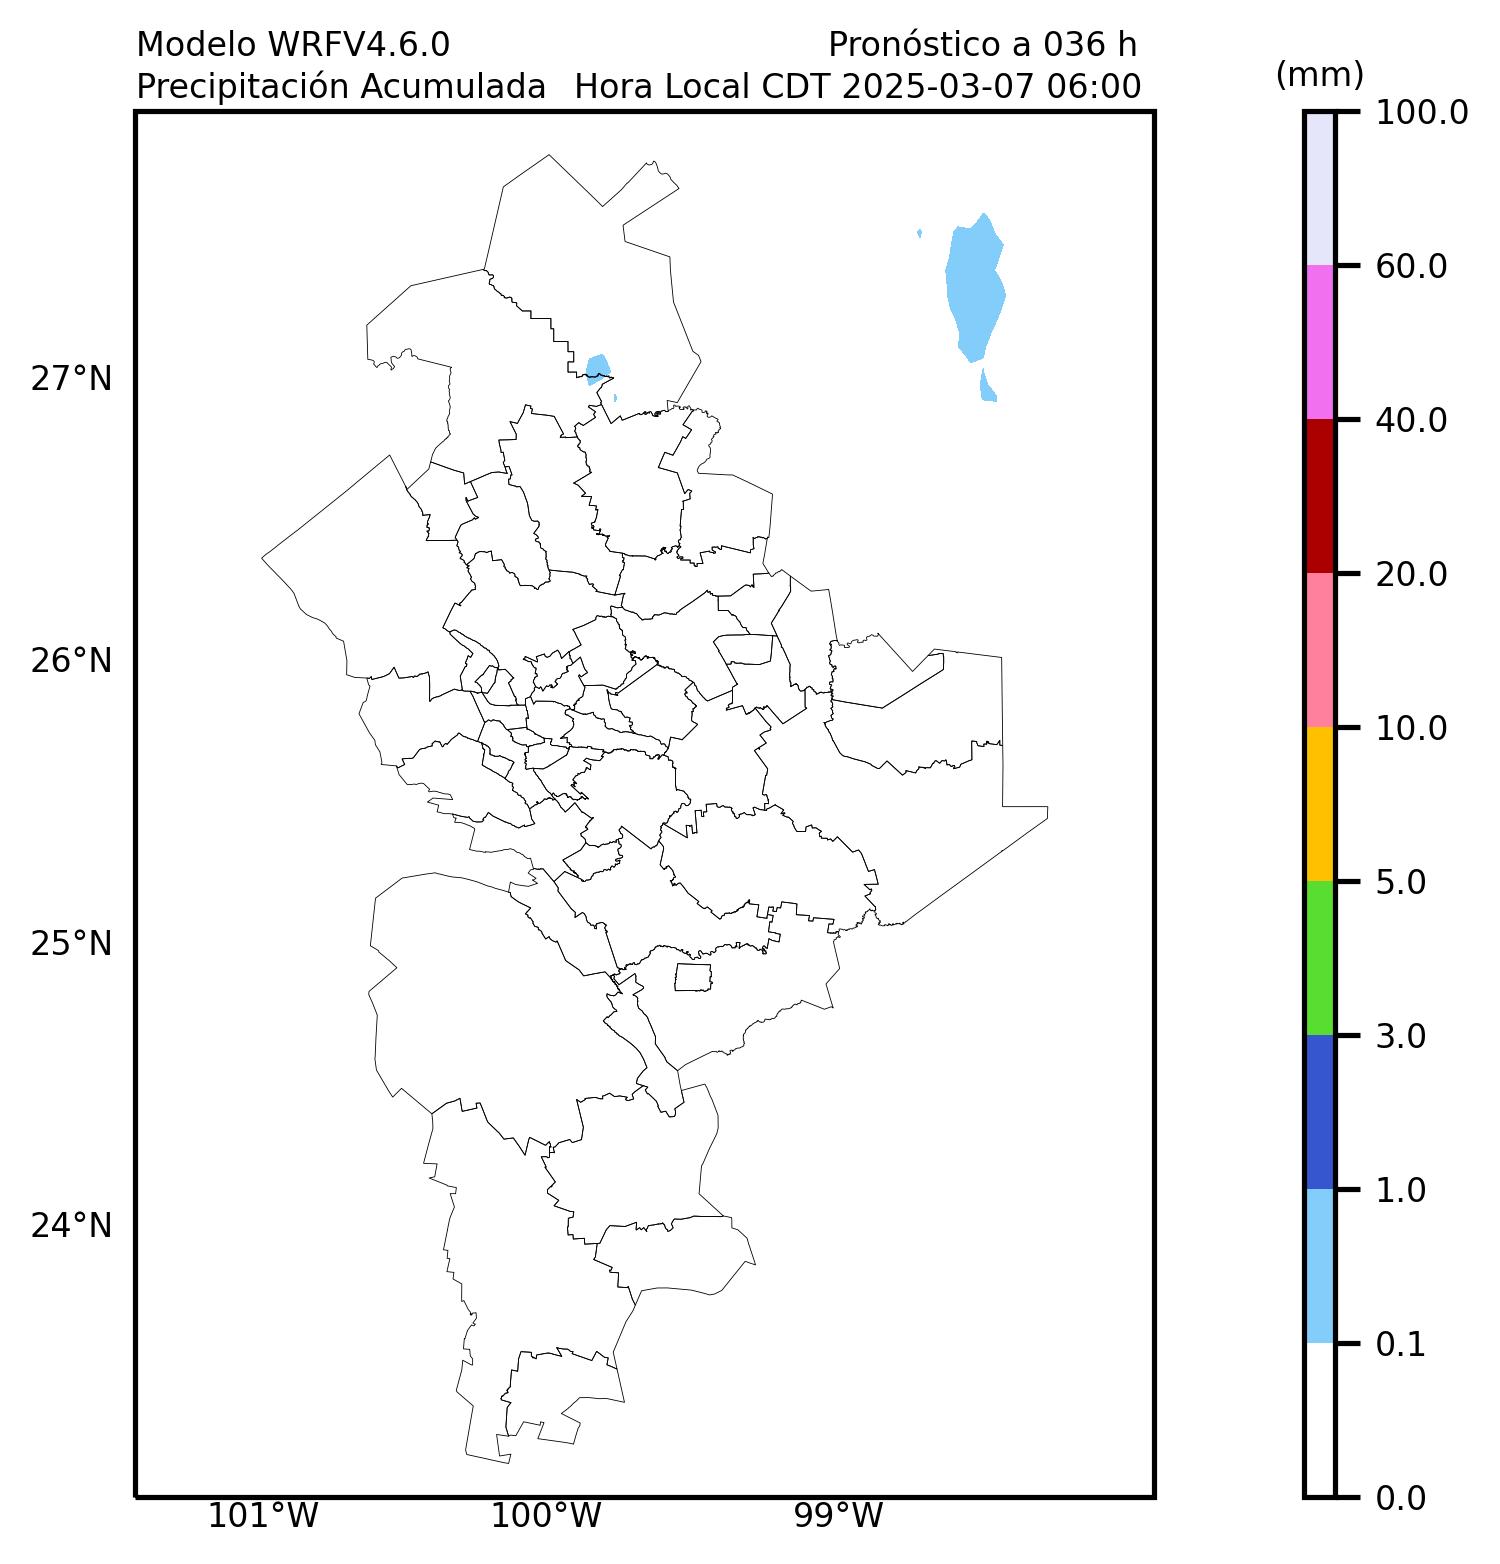 Modelo WRFV4.6.0 Pronóstico a 036 h
Precipitación Acumulada Hora Local CDT 2025-03-07 06:00
(mm)
100.0
60.0
40.0
20.0
10.0
5.0
3.0
1.0
0.1
0.0
27°N
26°N
25°N
24°N
101°W 100°W 99°W